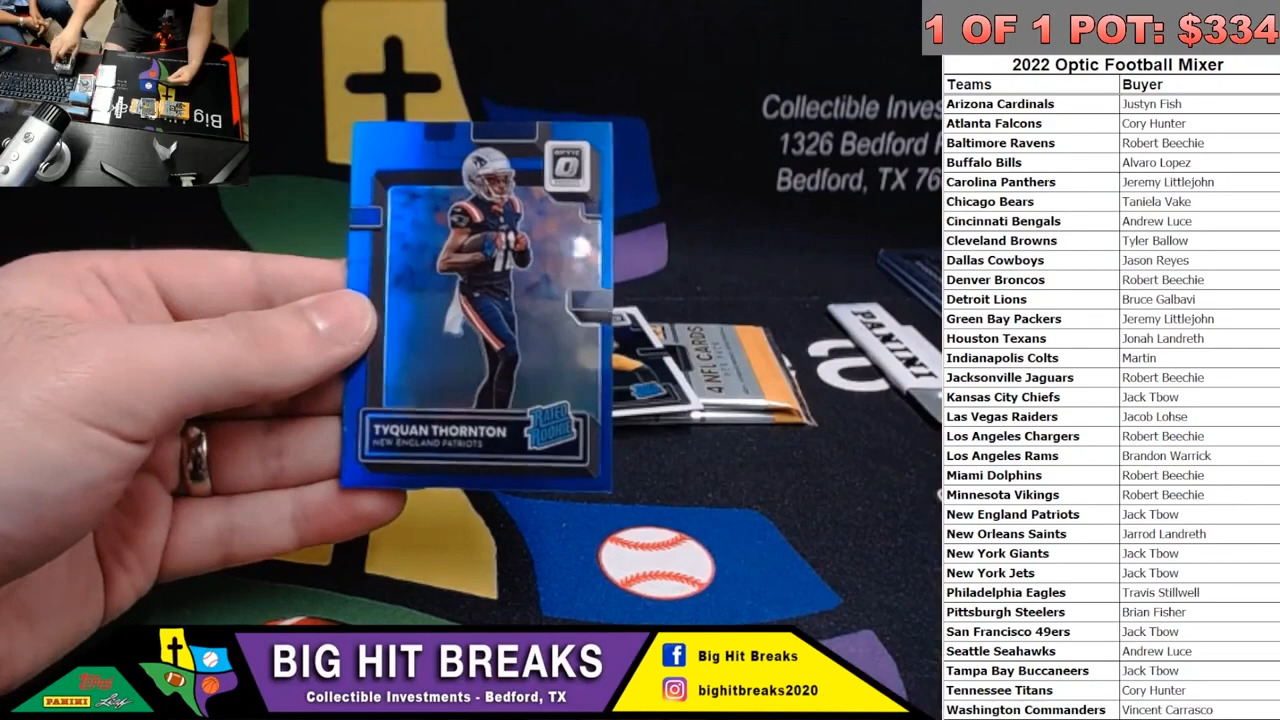 1 OF 1 POT: $334
2022 Optic Football Mixer
Teams Buyer
Arizona Cardinals Justyn Fish
Atlanta Falcons Cory Hunter
Baltimore Ravens Robert Beechie
Buffalo Bills Alvaro Lopez
Carolina Panthers Jeremy Littlejohn
Chicago Bears Taniela Vake
Cincinnati Bengals Andrew Luce
Cleveland Browns Tyler Ballow
Dallas Cowboys Jason Reyes
Denver Broncos Robert Beechie
Detroit Lions Bruce Galbavi
Green Bay Packers Jeremy Littlejohn
Houston Texans Jonah Landreth
Indianapolis Colts Martin
Jacksonville Jaguars Robert Beechie
Kansas City Chiefs Jack Tbow
Las Vegas Raiders Jacob Lohse
Los Angeles Chargers Robert Beechie
Los Angeles Rams Brandon Warrick
Miami Dolphins Robert Beechie
Minnesota Vikings Robert Beechie
New England Patriots Jack Tbow
New Orleans Saints Jarrod Landreth
New York Giants Jack Tbow
New York Jets Jack Tbow
Philadelphia Eagles Travis Stillwell
Pittsburgh Steelers Brian Fisher
San Francisco 49ers Jack Tbow
Seattle Seahawks Andrew Luce
Tampa Bay Buccaneers Jack Tbow
Tennessee Titans Cory Hunter
Washington Commanders Vincent Carrasco
Collectible Inves
1326 Bedford
Bedford, TX 76
Big
PANINI
4 NFL CARDS
PER PACK
OPTIC
TYQUAN THORNTON
NEW ENGLAND PATRIOTS
RATED ROOKIE
Topps
PANINI
Leaf
BIG HIT BREAKS
Collectible Investments - Bedford, TX
Big Hit Breaks
bighitbreaks2020